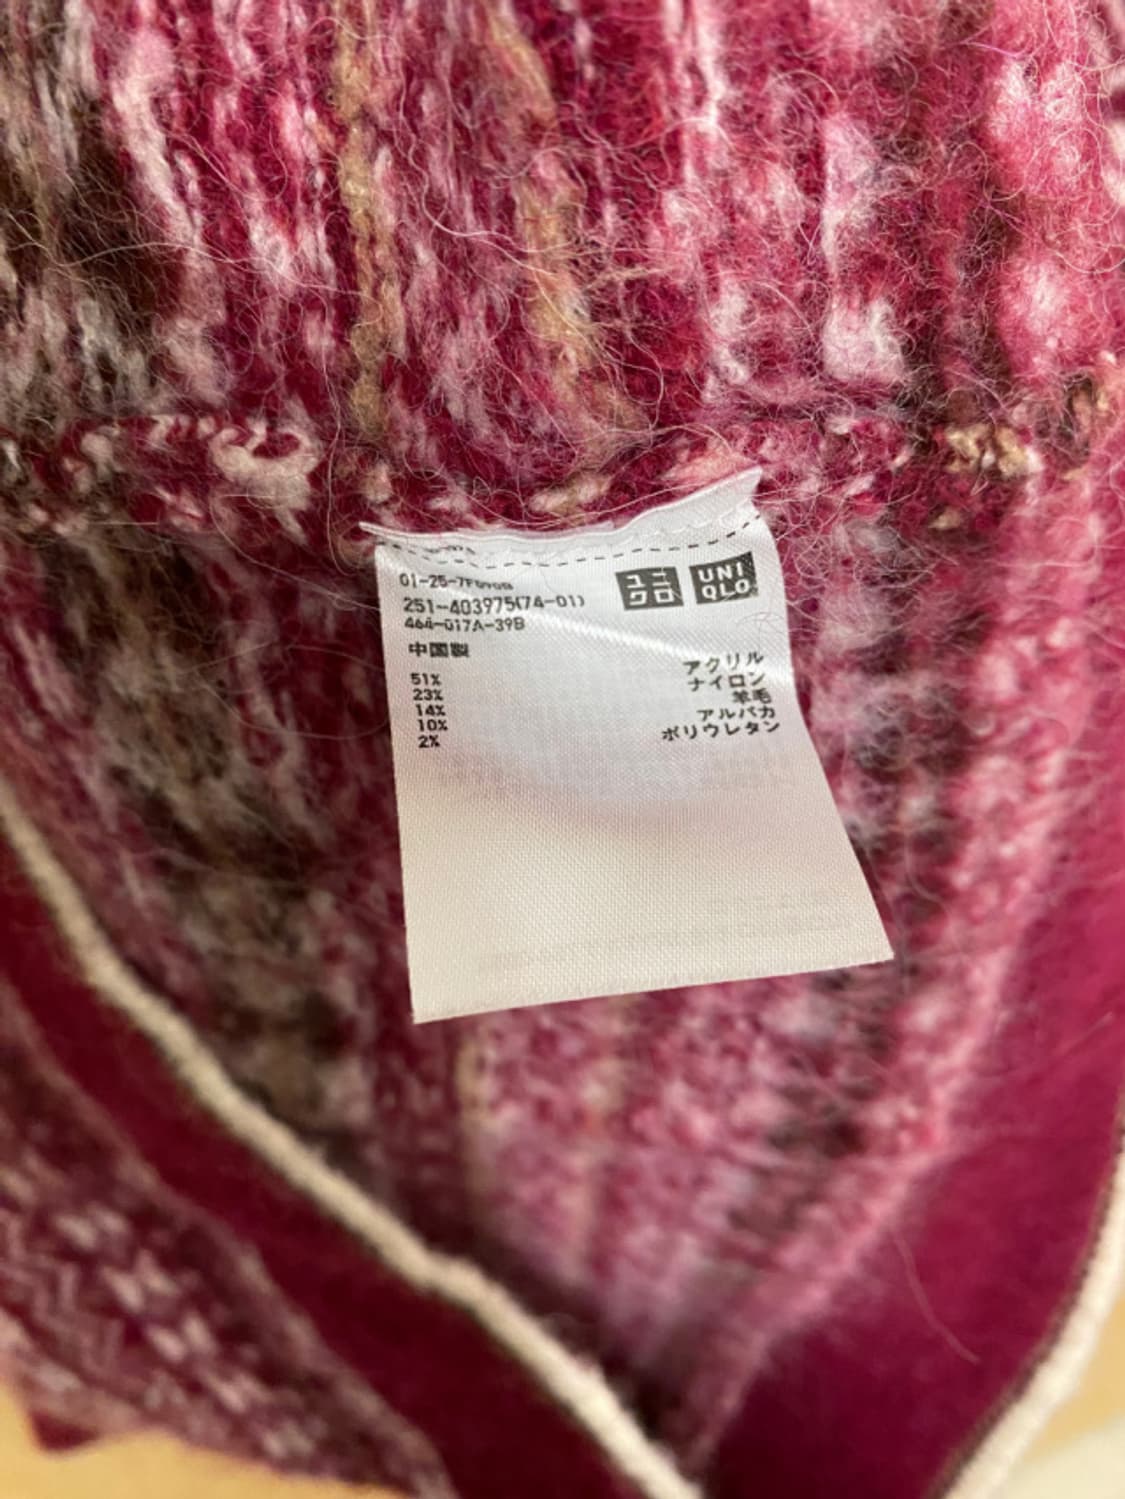 ユニ
クロ
UNI
QLO
251-403975(74-01)
464-017A-39B
中国製
51% アクリル
23% ナイロン
14% 羊毛
10% アルパカ
2% ポリウレタン